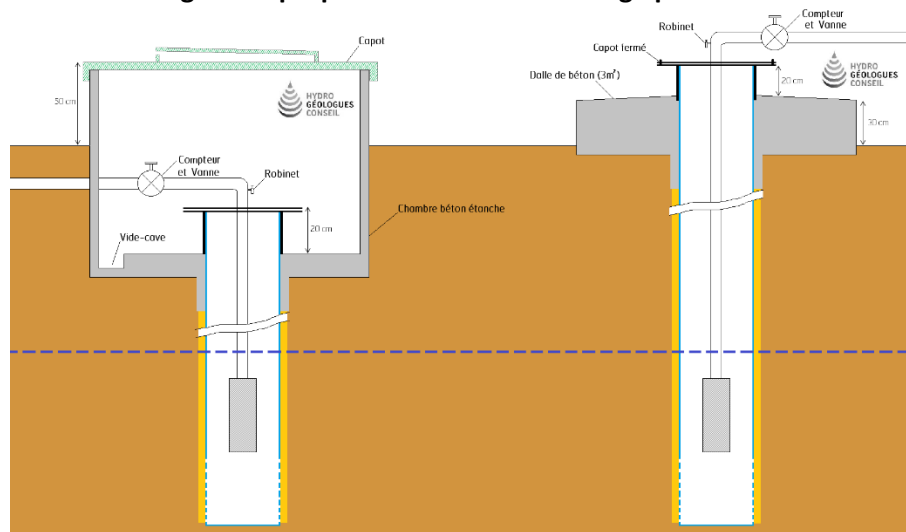 Capot
50 cm
HYDRO
GÉOLOGUES
CONSEIL
Compteur
et Vanne
Robinet
Chambre béton étanche
20 cm
Vide-cave
Compteur
et Vanne
Robinet
Capot fermé
HYDRO
GÉOLOGUES
CONSEIL
Dalle de béton (3m²)
20 cm
30 cm